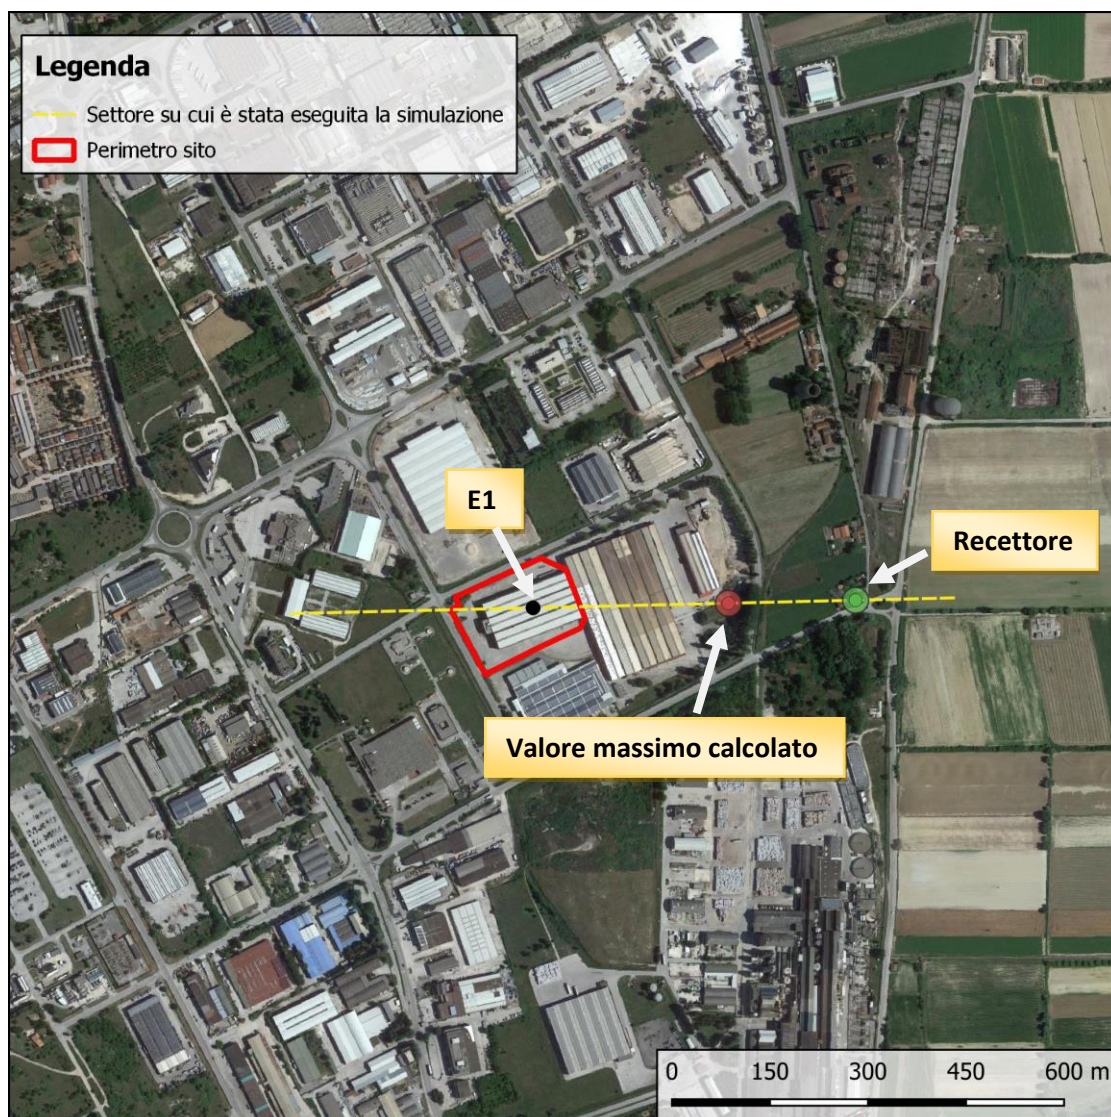 Legenda
Settore su cui è stata eseguita la simulazione
Perimetro sito
E1
Recettore
Valore massimo calcolato
0 150 300 450 600 m